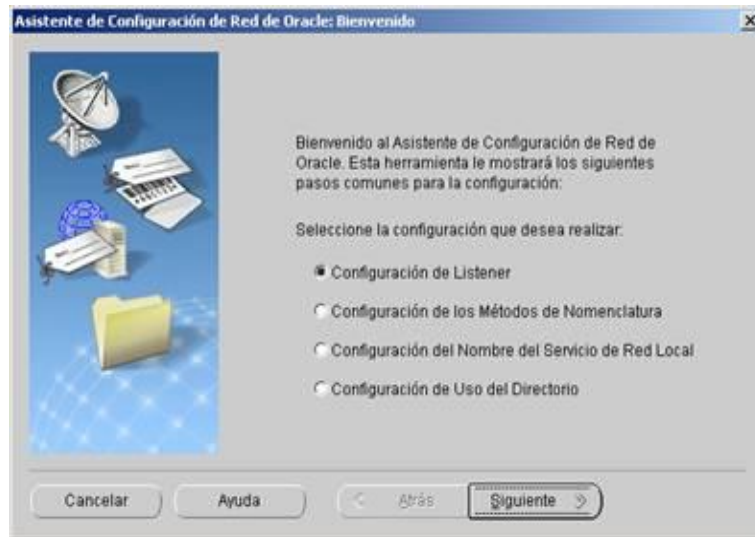 Asistente de Configuración de Red de Oracle: Bienvenido
Bienvenido al Asistente de Configuración de Red de
Oracle. Esta herramienta le mostrará los siguientes
pasos comunes para la configuración:
Seleccione la configuración que desea realizar:
Configuración de Listener
Configuración de los Métodos de Nomenclatura
Configuración del Nombre del Servicio de Red Local
Configuración de Uso del Directorio
Cancelar
Ayuda
Atrás
Siguiente